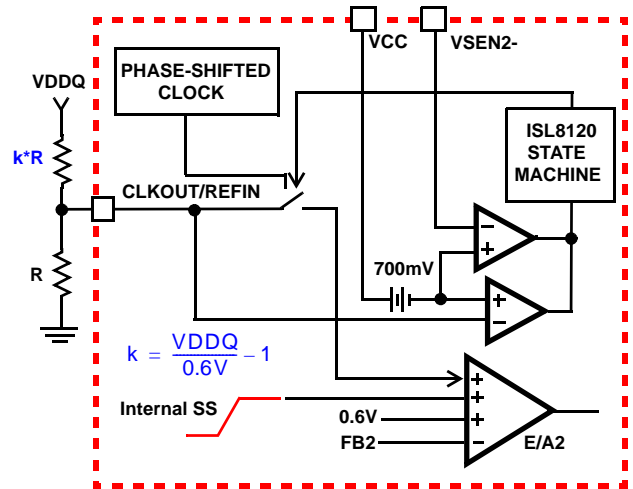 VCC
VSEN2-
PHASE-SHIFTED
CLOCK
VDDQ
ISL8120
STATE
MACHINE
k*R
CLKOUT/REFIN
−
+
R
700mV
+
−
k = VDDQ/0.6V − 1
Internal SS
+
+
0.6V
+
FB2
−
E/A2